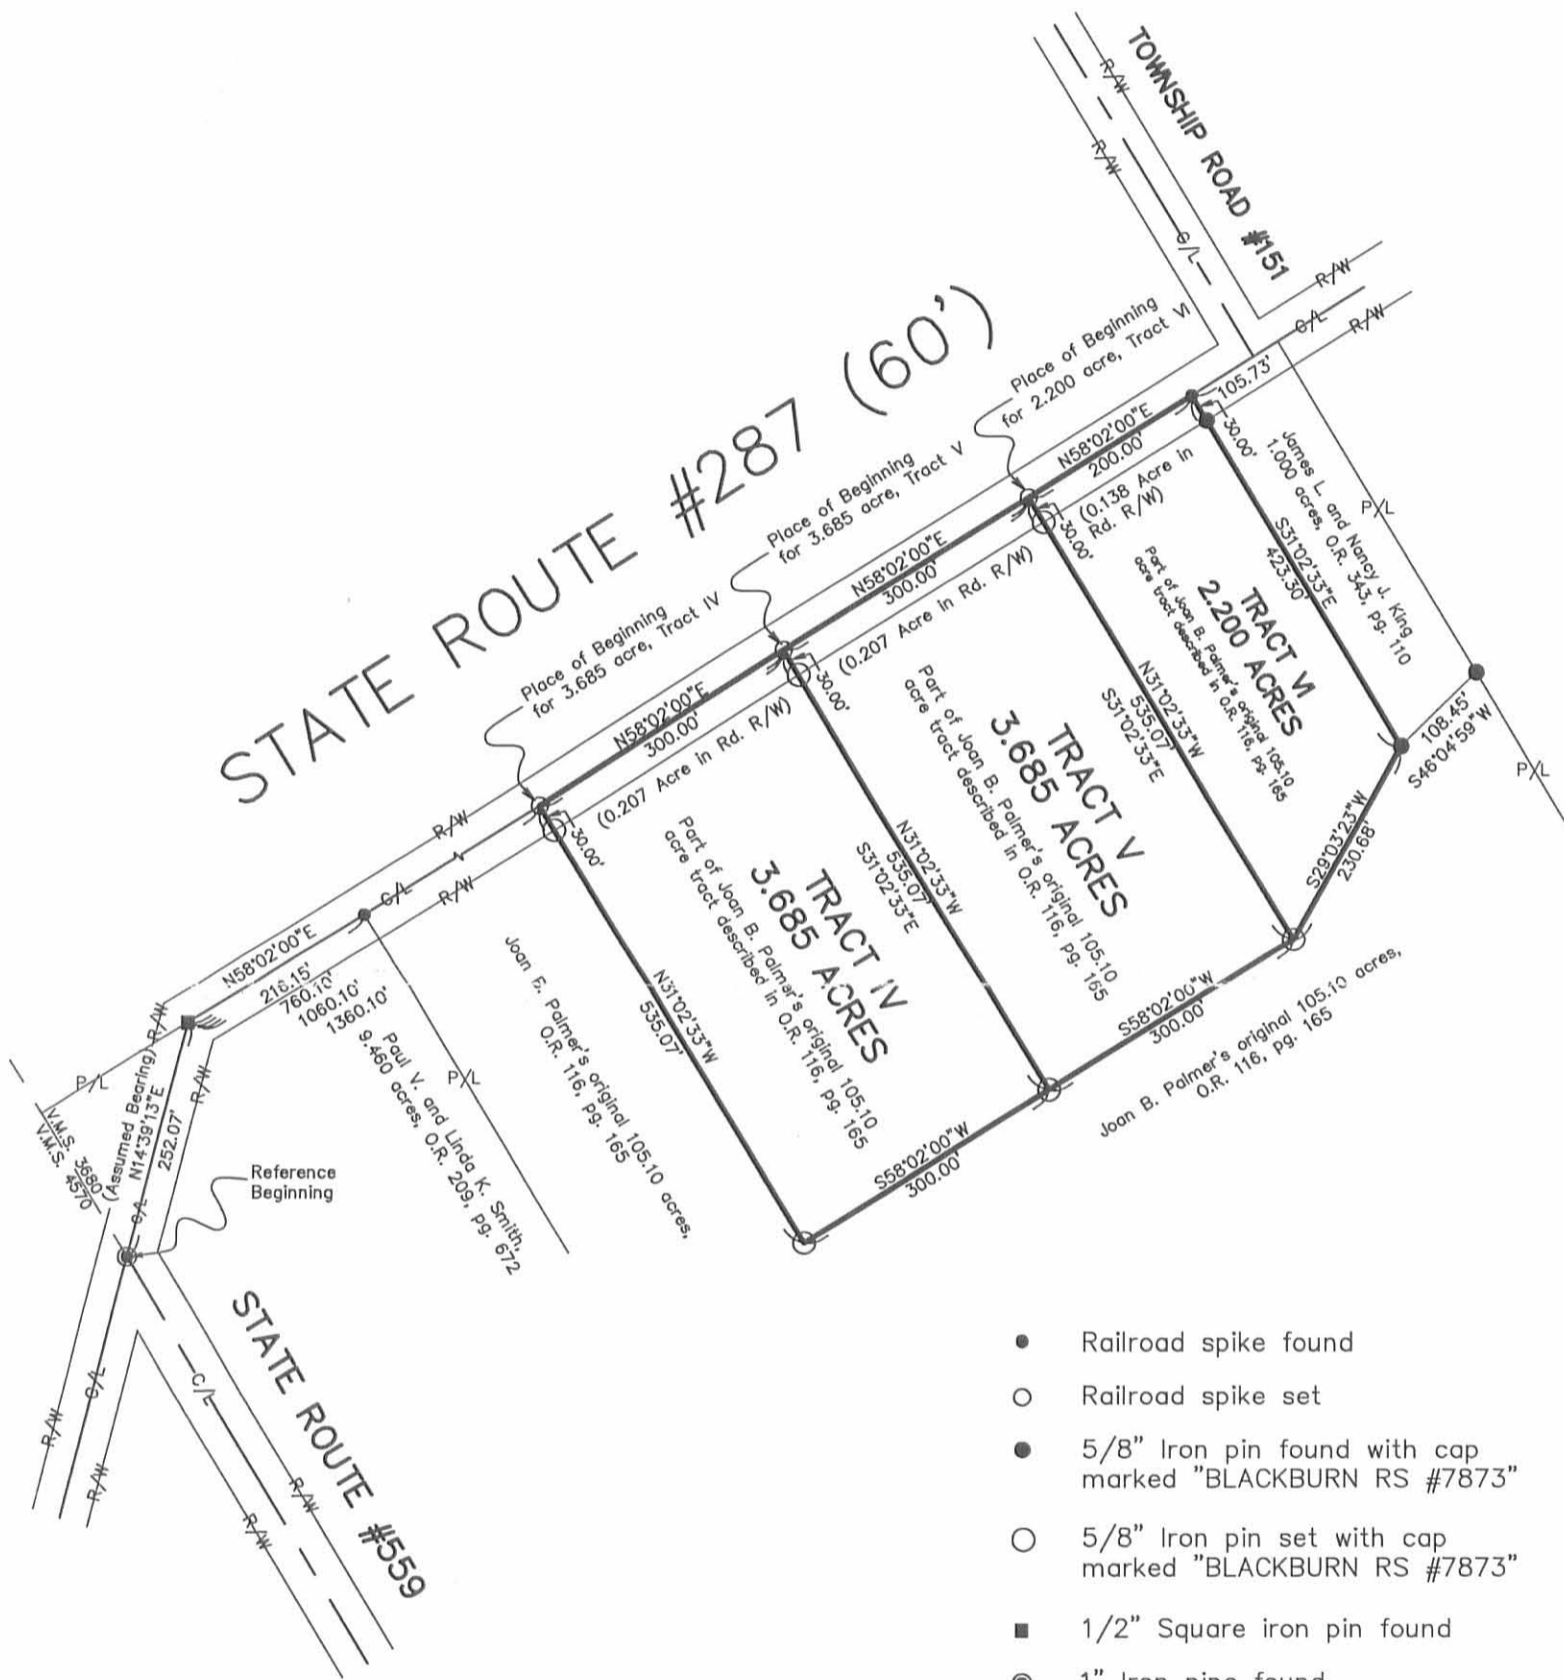 TOWNSHIP ROAD #151
R/W
R/W
C/L
R/W
C/L
R/W
STATE ROUTE #287 (60')
Place of Beginning
for 2.200 acre, Tract VI
Place of Beginning
for 3.685 acre, Tract V
Place of Beginning
for 3.685 acre, Tract IV
105.73'
N58°02'00"E
200.00'
30.00'
(0.138 Acre in
Rd. R/W)
James L. and Nancy J. King
1.000 acres, O.R. 343, pg. 110
P/L
S31°02'33"E
423.30'
TRACT VI
2.200 ACRES
Part of Joan B. Palmer's original 105.10
acre tract described in O.R. 116, pg. 165
108.45'
S46°04'59"W
P/L
S29°03'23"W
230.68'
N58°02'00"E
300.00'
30.00'
(0.207 Acre in Rd. R/W)
N31°02'33"W
535.07'
S31°02'33"E
TRACT V
3.685 ACRES
Part of Joan B. Palmer's original 105.10
acre tract described in O.R. 116, pg. 165
S58°02'00"W
300.00'
N58°02'00"E
300.00'
30.00'
(0.207 Acre in Rd. R/W)
N31°02'33"W
535.07'
S31°02'33"E
TRACT IV
3.685 ACRES
Part of Joan B. Palmer's original 105.10
acre tract described in O.R. 116, pg. 165
S58°02'00"W
300.00'
Joan B. Palmer's original 105.10 acres,
O.R. 116, pg. 165
30.00'
N31°02'33"W
535.07'
Joan B. Palmer's original 105.10 acres,
O.R. 116, pg. 165
R/W
C/L
R/W
N58°02'00"E
216.15'
760.10'
1060.10'
1360.10'
Paul V. and Linda K. Smith,
9.460 acres, O.R. 209, pg. 672
P/L
R/W
P/L
R/W
V.M.S. 3680
V.M.S. 4570
(Assumed Bearing)
N14°39'13"E
252.07'
C/L
Reference
Beginning
STATE ROUTE #559
C/L
R/W
R/W
C/L
R/W
R/W
Railroad spike found
Railroad spike set
5/8" Iron pin found with cap
marked "BLACKBURN RS #7873"
5/8" Iron pin set with cap
marked "BLACKBURN RS #7873"
1/2" Square iron pin found
1" Iron pipe found